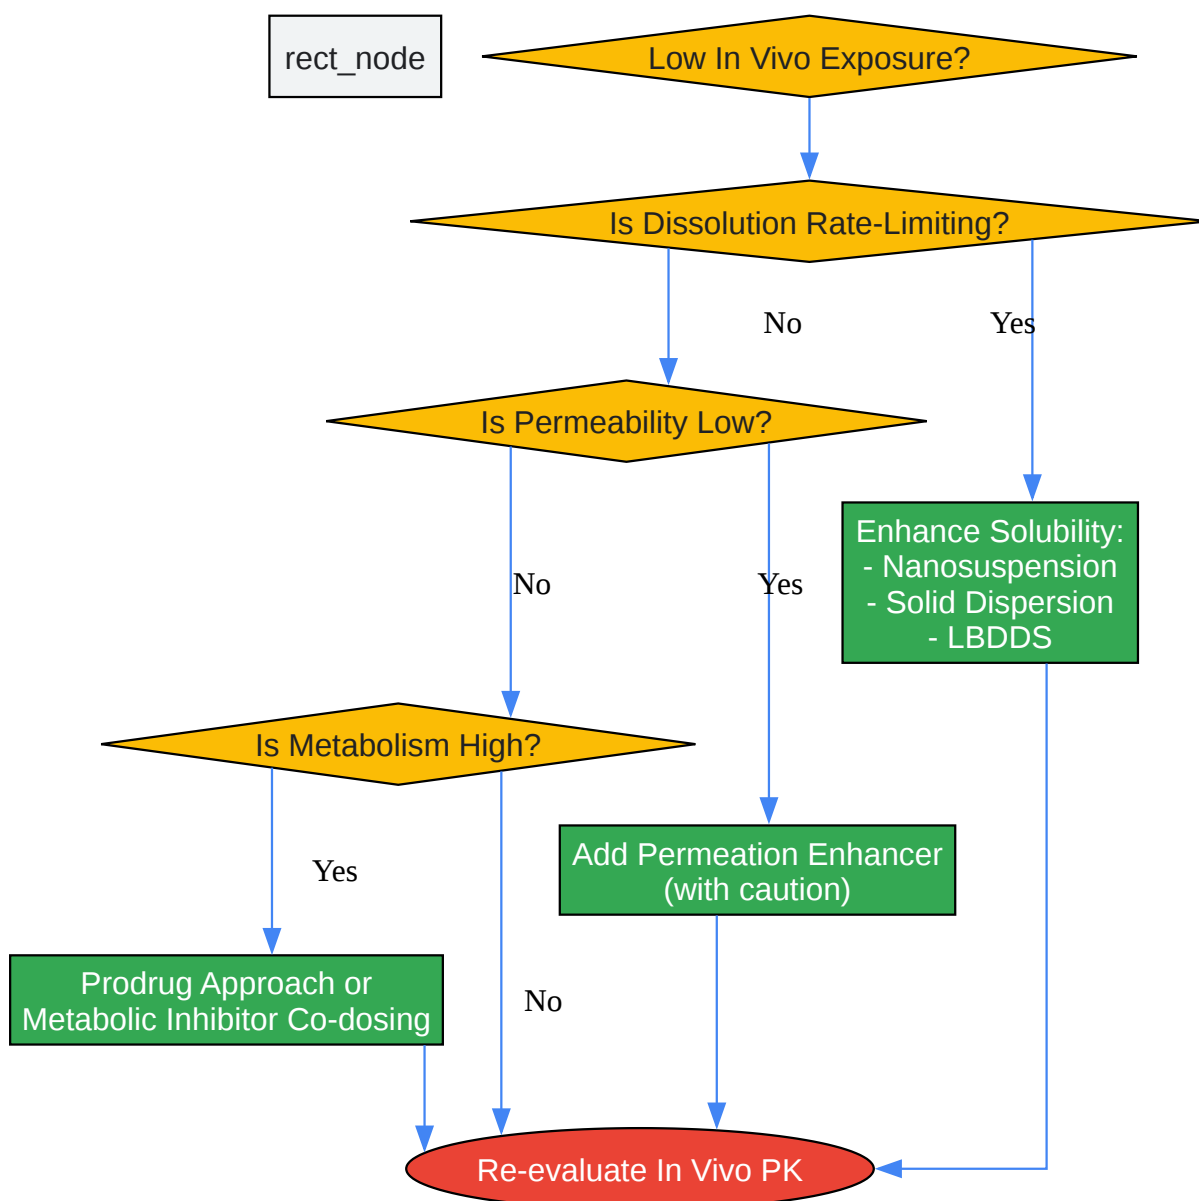 rect_node
Low In Vivo Exposure?
Is Dissolution Rate-Limiting?
No
Yes
Is Permeability Low?
Enhance Solubility:
- Nanosuspension
- Solid Dispersion
- LBDDS
No
Yes
Is Metabolism High?
Add Permeation Enhancer
(with caution)
Yes
Prodrug Approach or
Metabolic Inhibitor Co-dosing
No
Re-evaluate In Vivo PK